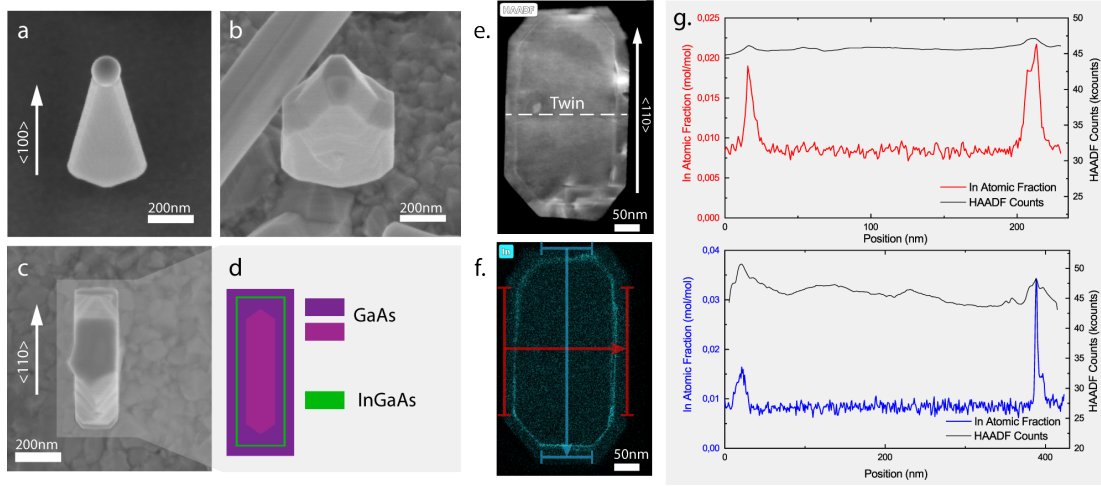 a
<100>
200nm
b
200nm
c
<110>
200nm
d
GaAs
InGaAs
e.
HAADF
Twin
<110>
50nm
f.
In
50nm
g.
In Atomic Fraction (mol/mol)
0,025
0,020
0,015
0,010
0,005
0,000
50
45
40
35
30
25
HAADF Counts (kcounts)
In Atomic Fraction
HAADF Counts
0
100
200
Position (nm)
In Atomic Fraction (mol/mol)
0,04
0,03
0,02
0,01
0,00
50
45
40
35
30
25
20
HAADF Counts (kcounts)
In Atomic Fraction
HAADF Counts
0
200
400
Position (nm)